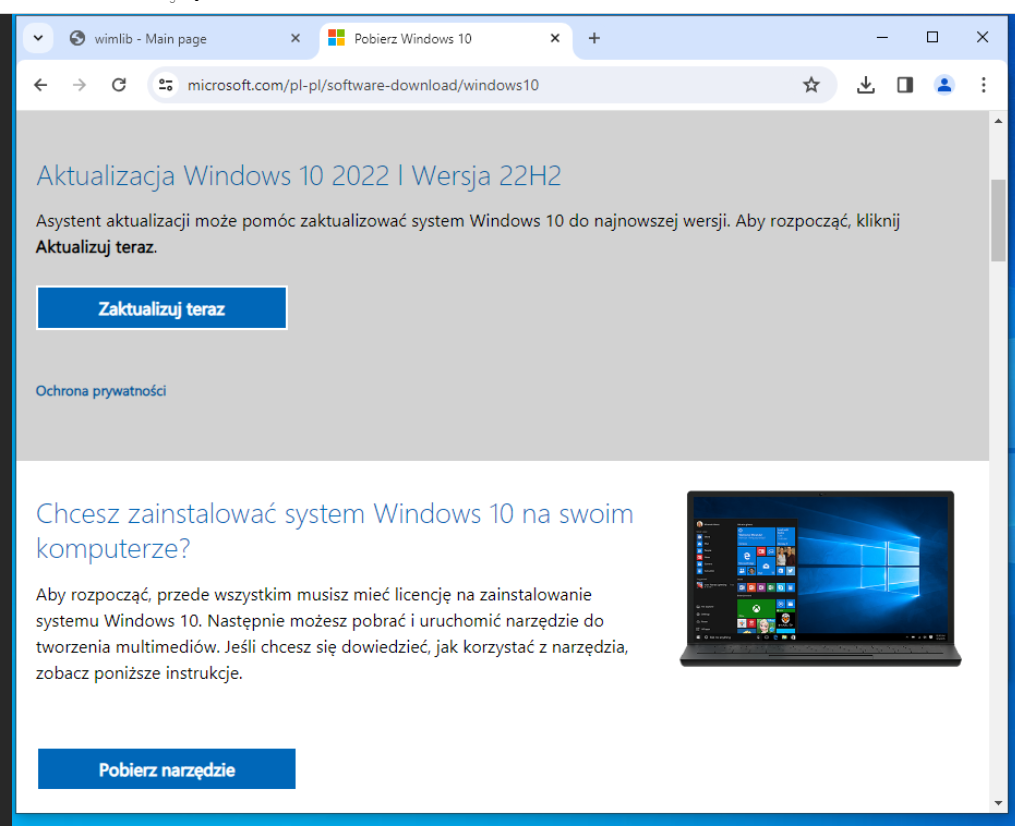 wimlib - Main page
Pobierz Windows 10
microsoft.com/pl-pl/software-download/windows10
Aktualizacja Windows 10 2022 l Wersja 22H2
Asystent aktualizacji może pomóc zaktualizować system Windows 10 do najnowszej wersji. Aby rozpocząć, kliknij
Aktualizuj teraz.
Zaktualizuj teraz
Ochrona prywatności
Chcesz zainstalować system Windows 10 na swoim
komputerze?
Aby rozpocząć, przede wszystkim musisz mieć licencję na zainstalowanie
systemu Windows 10. Następnie możesz pobrać i uruchomić narzędzie do
tworzenia multimediów. Jeśli chcesz się dowiedzieć, jak korzystać z narzędzia,
zobacz poniższe instrukcje.
Pobierz narzędzie